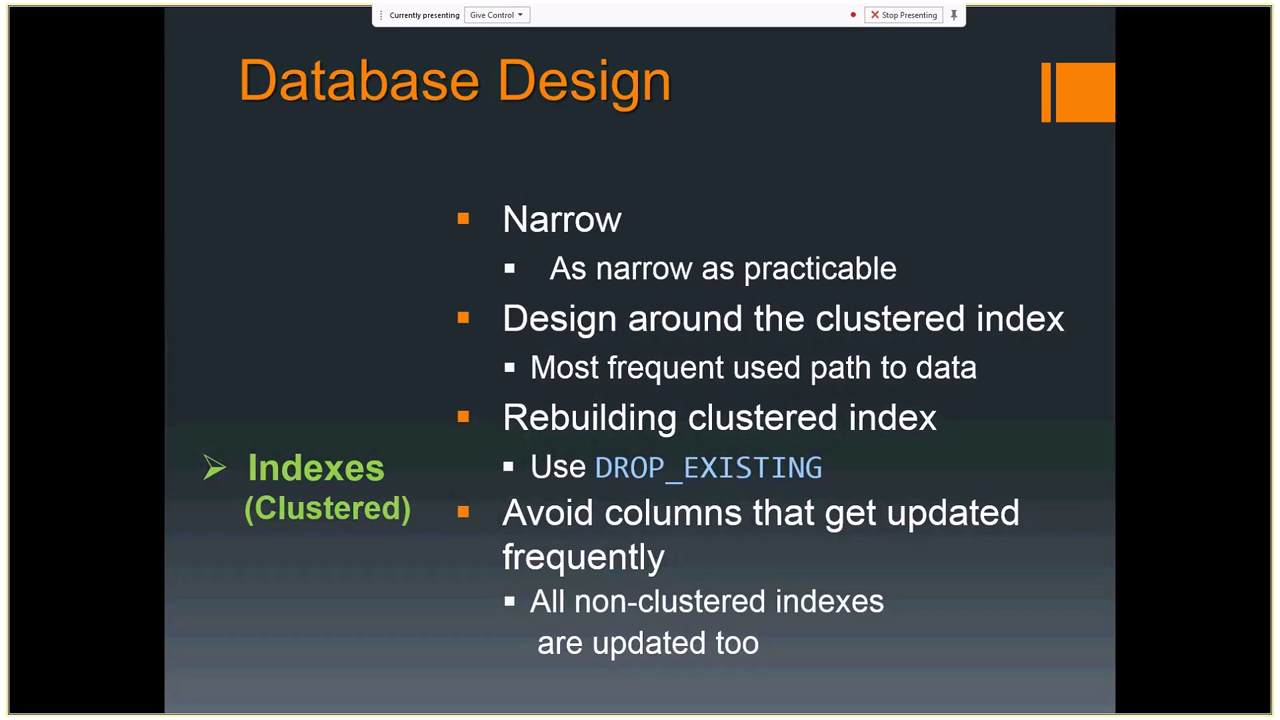 Currently presenting Give Control Stop Presenting
Database Design
Narrow
As narrow as practicable
Design around the clustered index
Most frequent used path to data
Rebuilding clustered index
Use DROP_EXISTING
Indexes
(Clustered)
Avoid columns that get updated
frequently
All non-clustered indexes
are updated too